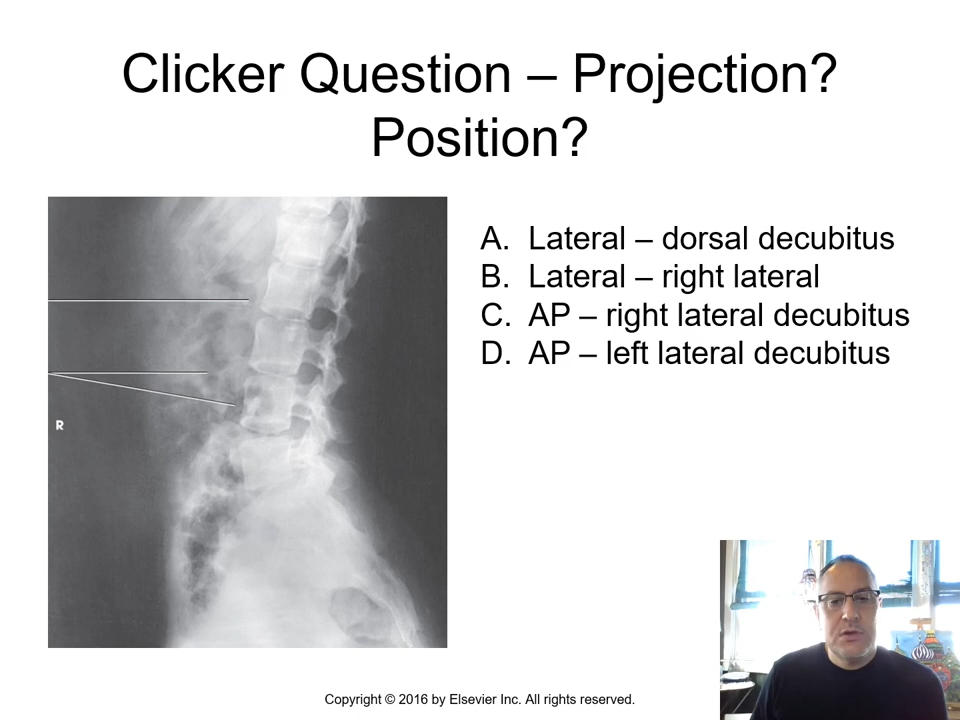 Clicker Question – Projection?
Position?
A. Lateral – dorsal decubitus
B. Lateral – right lateral
C. AP – right lateral decubitus
D. AP – left lateral decubitus
R
Copyright © 2016 by Elsevier Inc. All rights reserved.